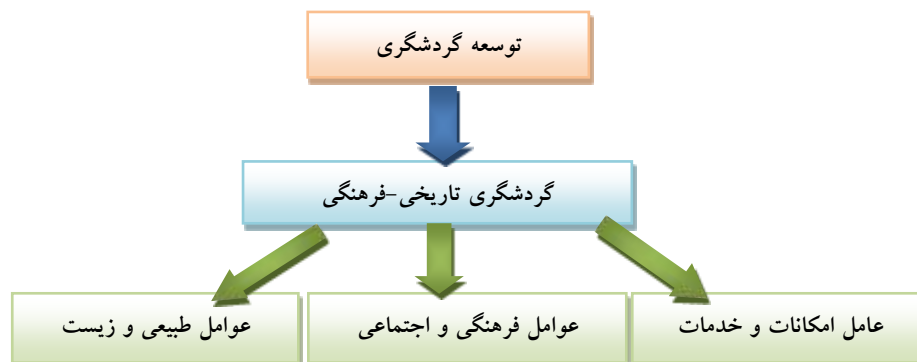 توسعه گردشگری
گردشگری تاریخی-فرهنگی
عامل امکانات و خدمات
عوامل فرهنگی و اجتماعی
عوامل طبیعی و زیست